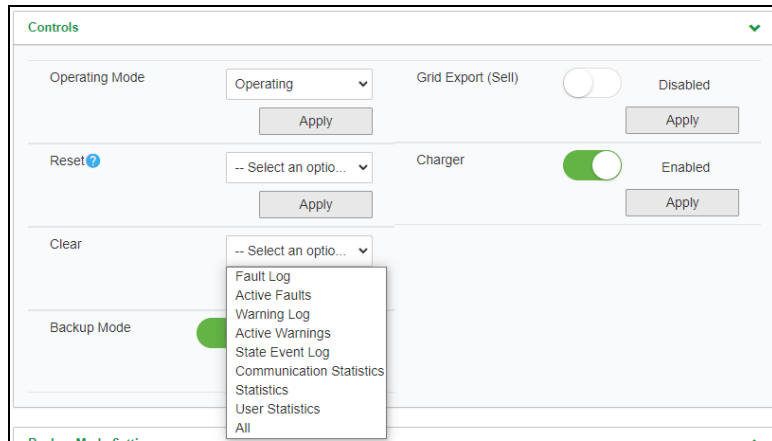 Controls
Operating Mode
Operating
Grid Export (Sell)
Disabled
Apply
Apply
Reset
?
-- Select an optio...
Charger
Enabled
Apply
Apply
Clear
-- Select an optio...
Fault Log
Active Faults
Warning Log
Active Warnings
Backup Mode
State Event Log
Communication Statistics
Statistics
User Statistics
All